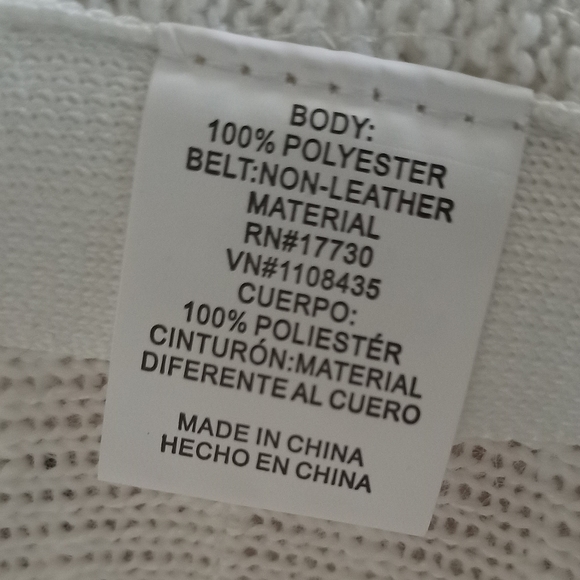 BODY:
100% POLYESTER
BELT:NON-LEATHER
MATERIAL
RN#17730
VN#1108435
CUERPO:
100% POLIESTÉR
CINTURÓN:MATERIAL
DIFERENTE AL CUERO
MADE IN CHINA
HECHO EN CHINA